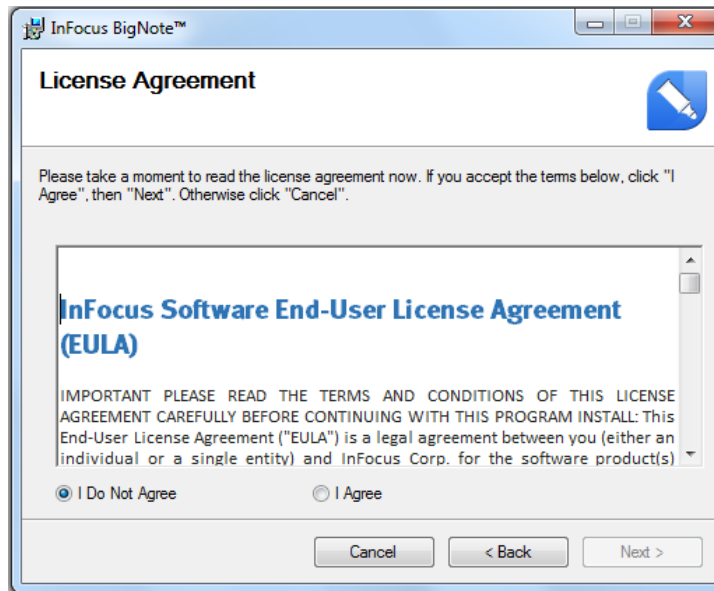 InFocus BigNote™
License Agreement
Please take a moment to read the license agreement now. If you accept the terms below, click "I
Agree", then "Next". Otherwise click "Cancel".
InFocus Software End-User License Agreement
(EULA)
IMPORTANT PLEASE READ THE TERMS AND CONDITIONS OF THIS LICENSE
AGREEMENT CAREFULLY BEFORE CONTINUING WITH THIS PROGRAM INSTALL: This
End-User License Agreement ("EULA") is a legal agreement between you (either an
individual or a single entity) and InFocus Corp. for the software product(s)
I Do Not Agree
I Agree
Cancel
< Back
Next >